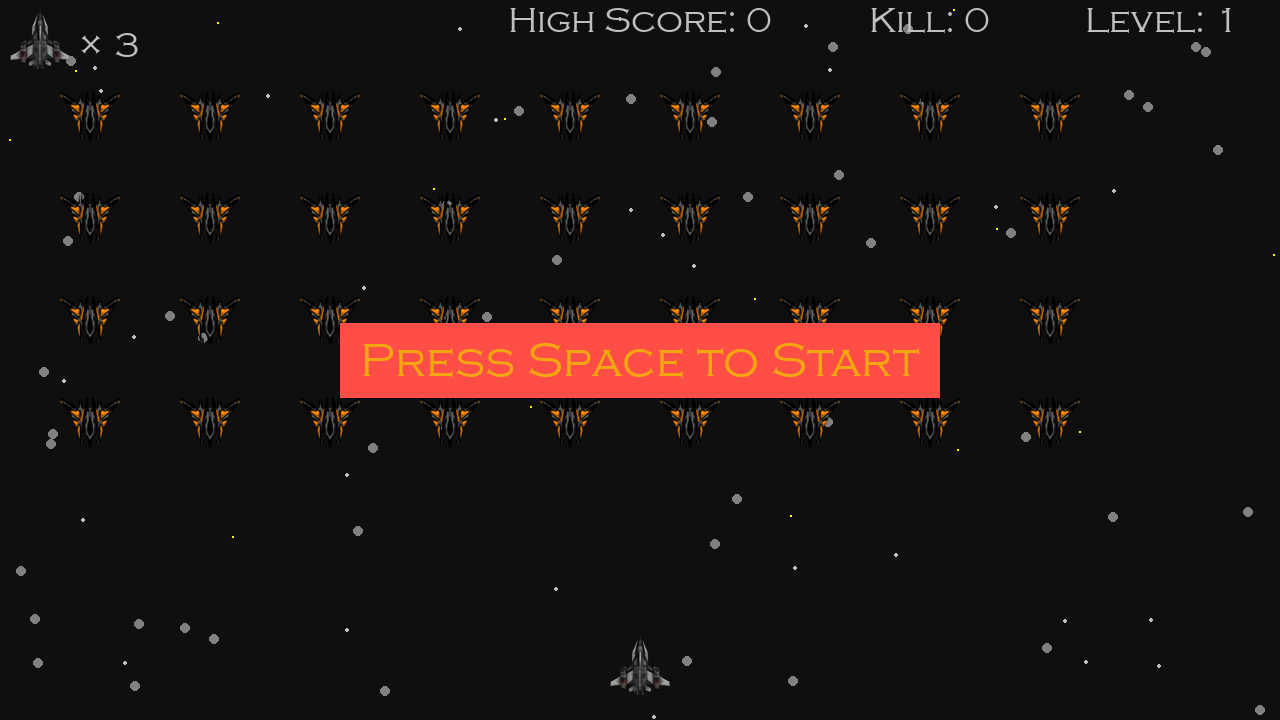 × 3
High Score: 0
Kill: 0
Level: 1
Press Space to Start